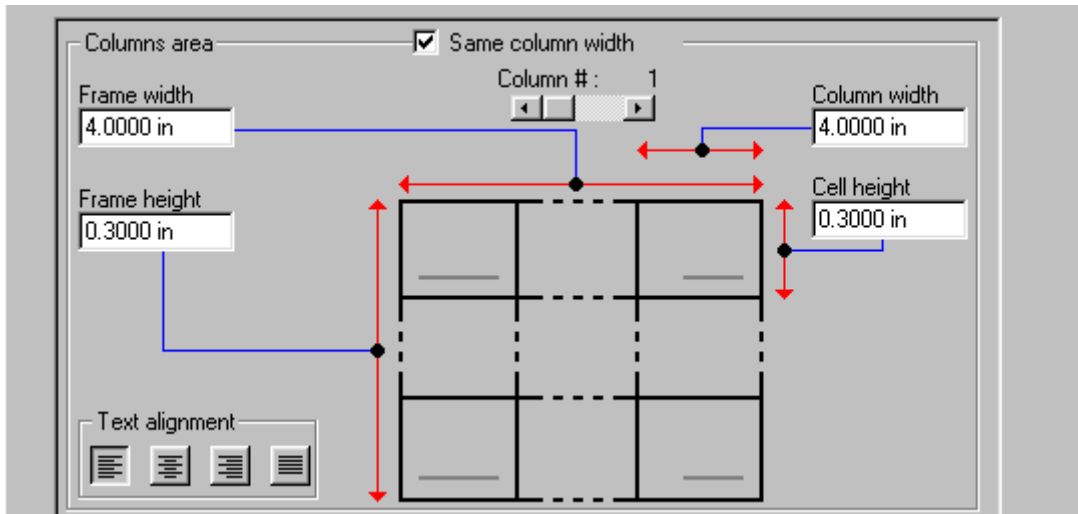 Columns area
Same column width
Column # : 1
Frame width
4.0000 in
Column width
4.0000 in
Frame height
0.3000 in
Cell height
0.3000 in
Text alignment